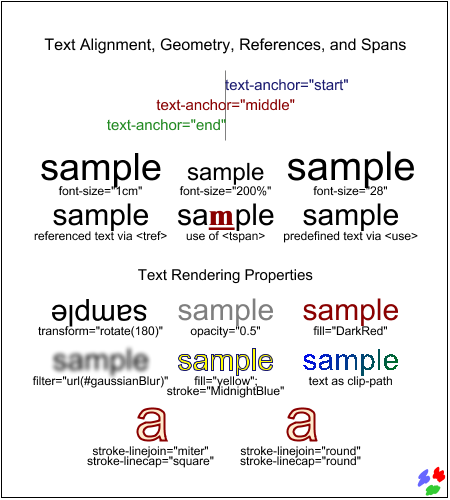 Text Alignment, Geometry, References, and Spans
text-anchor="start"
text-anchor="middle"
text-anchor="end"
sample sample sample
font-size="1cm" font-size="200%" font-size="28"
sample sample sample
referenced text via <tref> use of <tspan> predefined text via <use>
Text Rendering Properties
sample sample sample
transform="rotate(180)" opacity="0.5" fill="DarkRed"
sample sample sample
filter="url(#gaussianBlur)" fill="yellow"; text as clip-path
stroke="MidnightBlue"
a a
stroke-linejoin="miter" stroke-linejoin="round"
stroke-linecap="square" stroke-linecap="round"